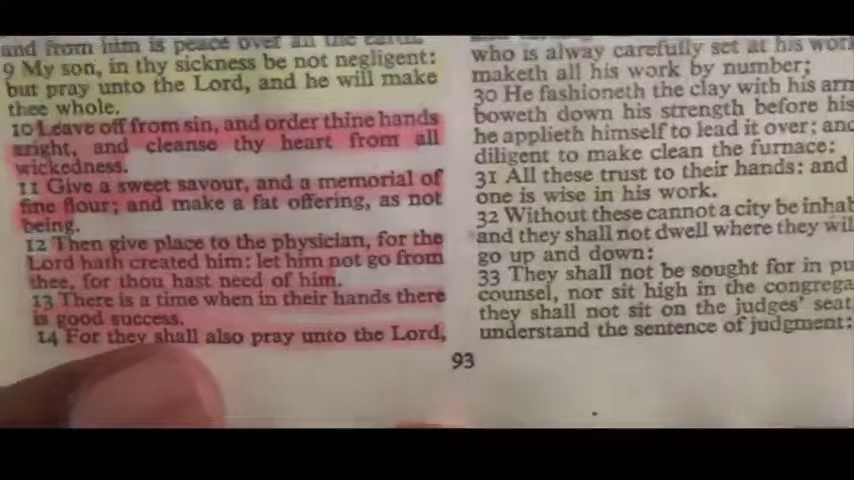 and from him is peace over all the earth.
9 My son, in thy sickness be not negligent:
but pray unto the Lord, and he will make
thee whole.
10 Leave off from sin, and order thine hands
aright, and cleanse thy heart from all
wickedness.
11 Give a sweet savour, and a memorial of
fine flour; and make a fat offering, as not
being.
12 Then give place to the physician, for the
Lord hath created him: let him not go from
thee, for thou hast need of him.
13 There is a time when in their hands there
is good success.
14 For they shall also pray unto the Lord,
who is alway carefully set at his work
maketh all his work by number;
30 He fashioneth the clay with his arm
boweth down his strength before his
he applieth himself to lead it over; and
diligent to make clean the furnace:
31 All these trust to their hands: and
one is wise in his work.
32 Without these cannot a city be inhab
and they shall not dwell where they wil
go up and down:
33 They shall not be sought for in pu
counsel, nor sit high in the congrega
they shall not sit on the judges' seat
understand the sentence of judgment:
93